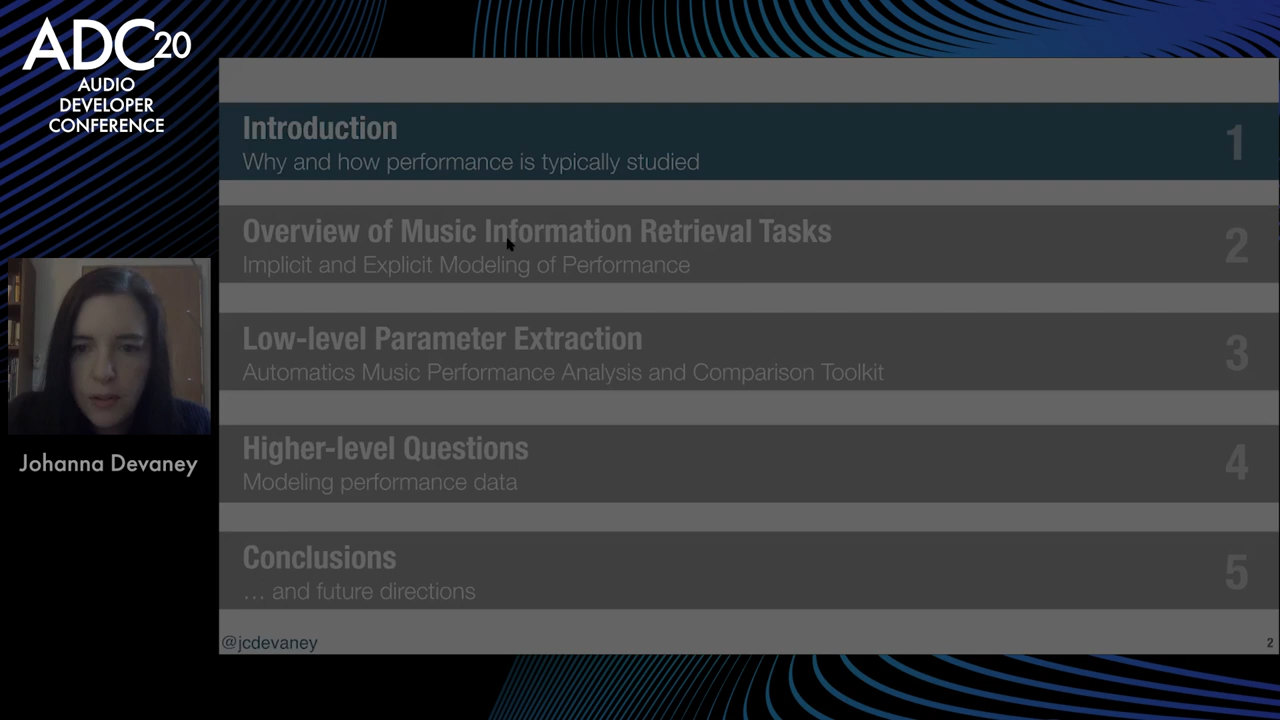 ADC20
AUDIO
DEVELOPER
CONFERENCE
Introduction
Why and how performance is typically studied
1
Overview of Music Information Retrieval Tasks
Implicit and Explicit Modeling of Performance
2
Low-level Parameter Extraction
Automatics Music Performance Analysis and Comparison Toolkit
3
Higher-level Questions
Modeling performance data
4
Conclusions
… and future directions
5
@jcdevaney
2
Johanna Devaney